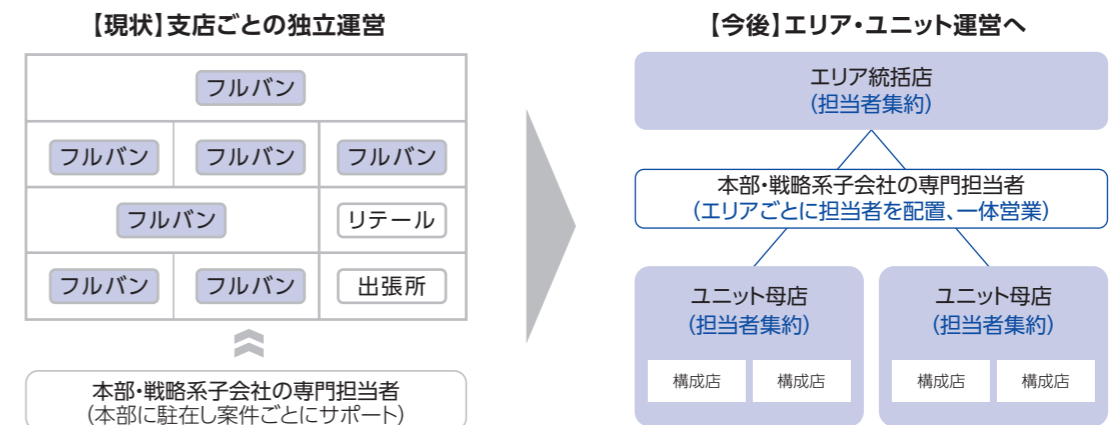 【現状】支店ごとの独立運営
フルバン
フルバン
フルバン
フルバン
フルバン
リテール
フルバン
フルバン
出張所
本部・戦略系子会社の専門担当者
(本部に駐在し案件ごとにサポート)
【今後】エリア・ユニット運営へ
エリア統括店
(担当者集約)
本部・戦略系子会社の専門担当者
(エリアごとに担当者を配置、一体営業)
ユニット母店
(担当者集約)
構成店
構成店
ユニット母店
(担当者集約)
構成店
構成店